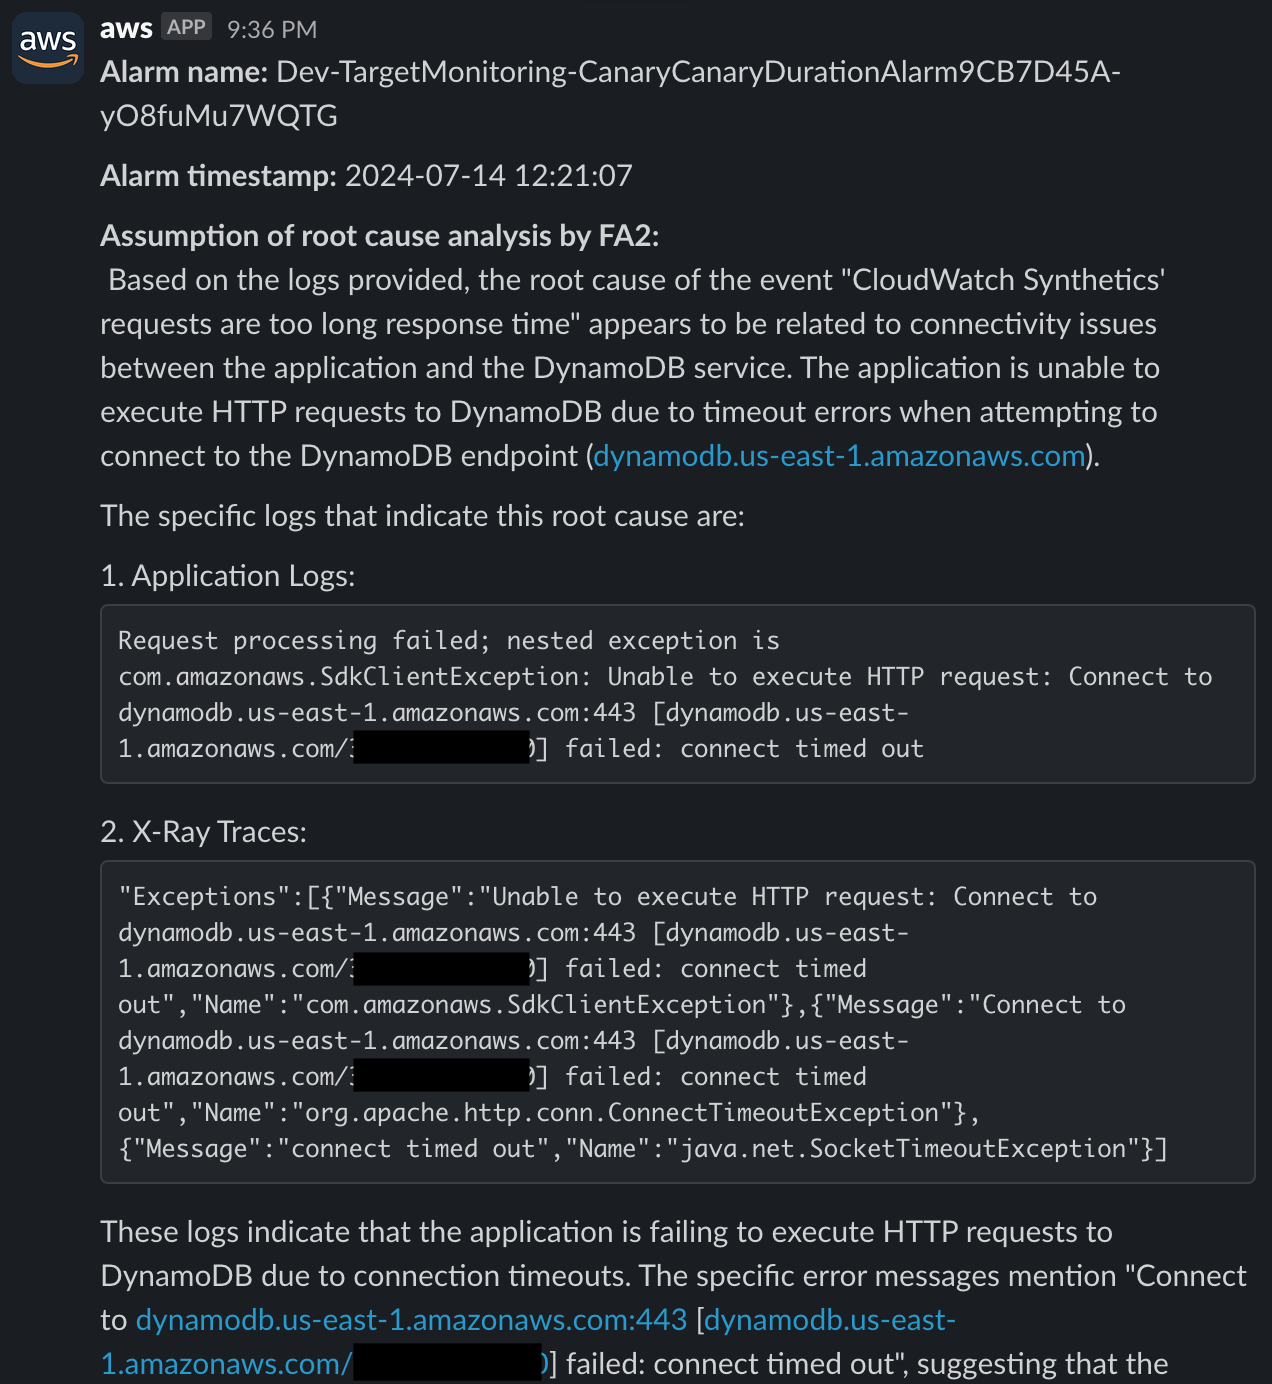 aws
aws APP 9:36 PM
Alarm name: Dev-TargetMonitoring-CanaryCanaryDurationAlarm9CB7D45A-
yO8fuMu7WQTG
Alarm timestamp: 2024-07-14 12:21:07
Assumption of root cause analysis by FA2:
Based on the logs provided, the root cause of the event "CloudWatch Synthetics'
requests are too long response time" appears to be related to connectivity issues
between the application and the DynamoDB service. The application is unable to
execute HTTP requests to DynamoDB due to timeout errors when attempting to
connect to the DynamoDB endpoint (dynamodb.us-east-1.amazonaws.com).
The specific logs that indicate this root cause are:
1. Application Logs:
Request processing failed; nested exception is
com.amazonaws.SdkClientException: Unable to execute HTTP request: Connect to
dynamodb.us-east-1.amazonaws.com:443 [dynamodb.us-east-
1.amazonaws.com/ ] failed: connect timed out
2. X-Ray Traces:
"Exceptions":[{"Message":"Unable to execute HTTP request: Connect to
dynamodb.us-east-1.amazonaws.com:443 [dynamodb.us-east-
1.amazonaws.com/ ] failed: connect timed
out","Name":"com.amazonaws.SdkClientException"},{"Message":"Connect to
dynamodb.us-east-1.amazonaws.com:443 [dynamodb.us-east-
1.amazonaws.com/ ] failed: connect timed
out","Name":"org.apache.http.conn.ConnectTimeoutException"},
{"Message":"connect timed out","Name":"java.net.SocketTimeoutException"}]
These logs indicate that the application is failing to execute HTTP requests to
DynamoDB due to connection timeouts. The specific error messages mention "Connect
to dynamodb.us-east-1.amazonaws.com:443 [dynamodb.us-east-
1.amazonaws.com/ ] failed: connect timed out", suggesting that the